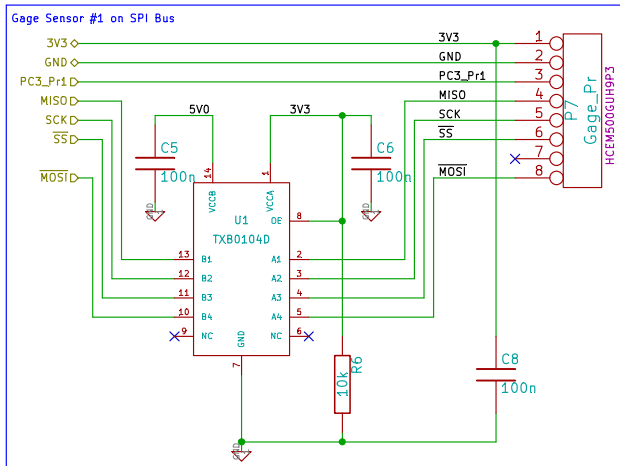 Gage Sensor #1 on SPI Bus
3V3
GND
PC3_Pr1
MISO
SCK
SS
MOSI
3V3
GND
PC3_Pr1
MISO
SCK
SS
MOSI
1
2
3
4
5
6
7
8
P7
Gage_Pr
HCEM500GUH9P3
5V0
3V3
C5
100n
GND
C6
100n
GND
14
VCCB
1
VCCA
U1
TXB0104D
OE
8
13
B1
A1
2
12
B2
A2
3
11
B3
A3
4
10
B4
A4
5
9
NC
NC
6
GND
7
R6
10k
C8
100n
GND